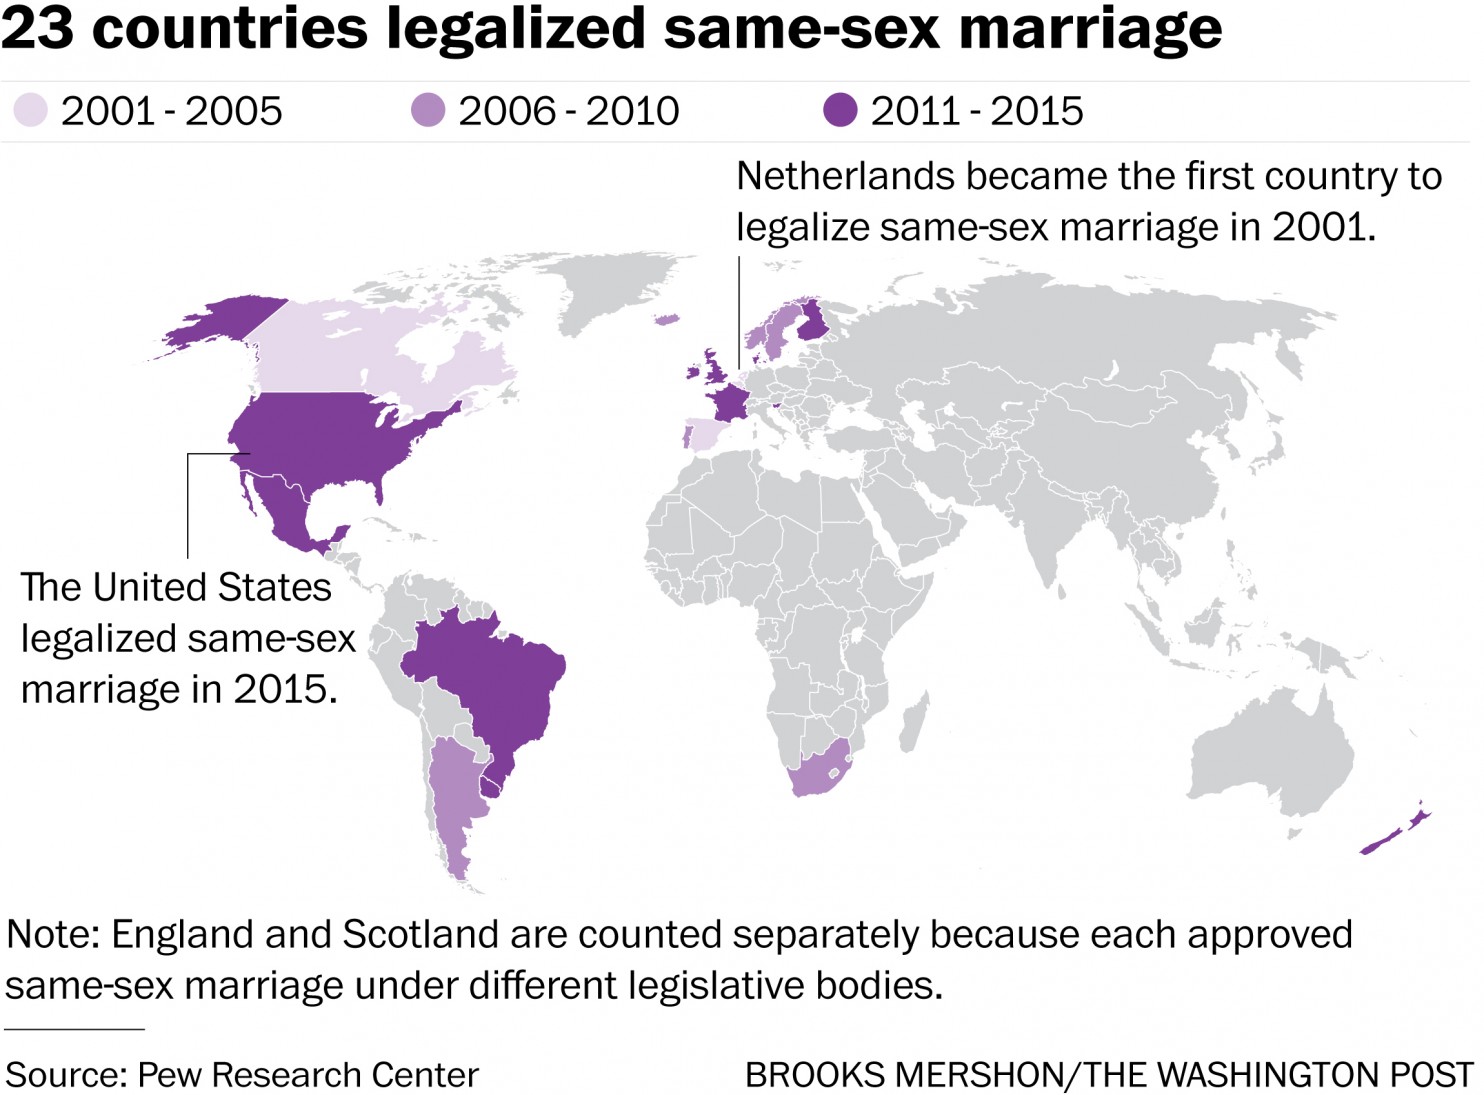 23 countries legalized same-sex marriage
2001 - 2005
2006 - 2010
2011 - 2015
Netherlands became the first country to
legalize same-sex marriage in 2001.
The United States
legalized same-sex
marriage in 2015.
Note: England and Scotland are counted separately because each approved
same-sex marriage under different legislative bodies.
Source: Pew Research Center
BROOKS MERSHON/THE WASHINGTON POST